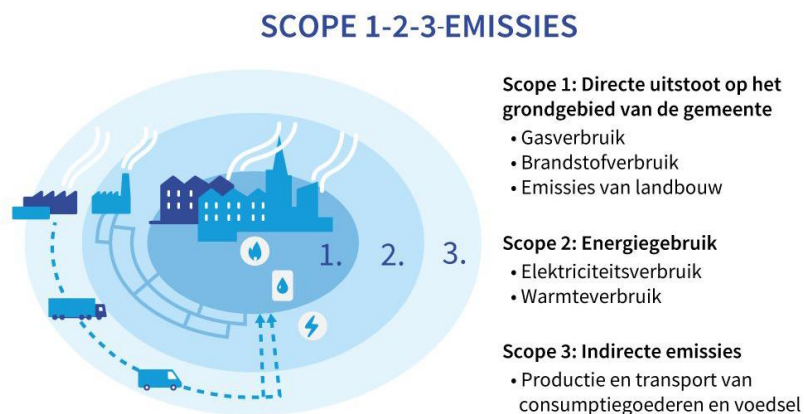 SCOPE 1-2-3-EMISSIES
Scope 1: Directe uitstoot op het
grondgebied van de gemeente
• Gasverbruik
• Brandstofverbruik
• Emissies van landbouw
1. 2. 3.
Scope 2: Energiegebruik
• Elektriciteitsverbruik
• Warmteverbruik
Scope 3: Indirecte emissies
• Productie en transport van
consumptiegoederen en voedsel